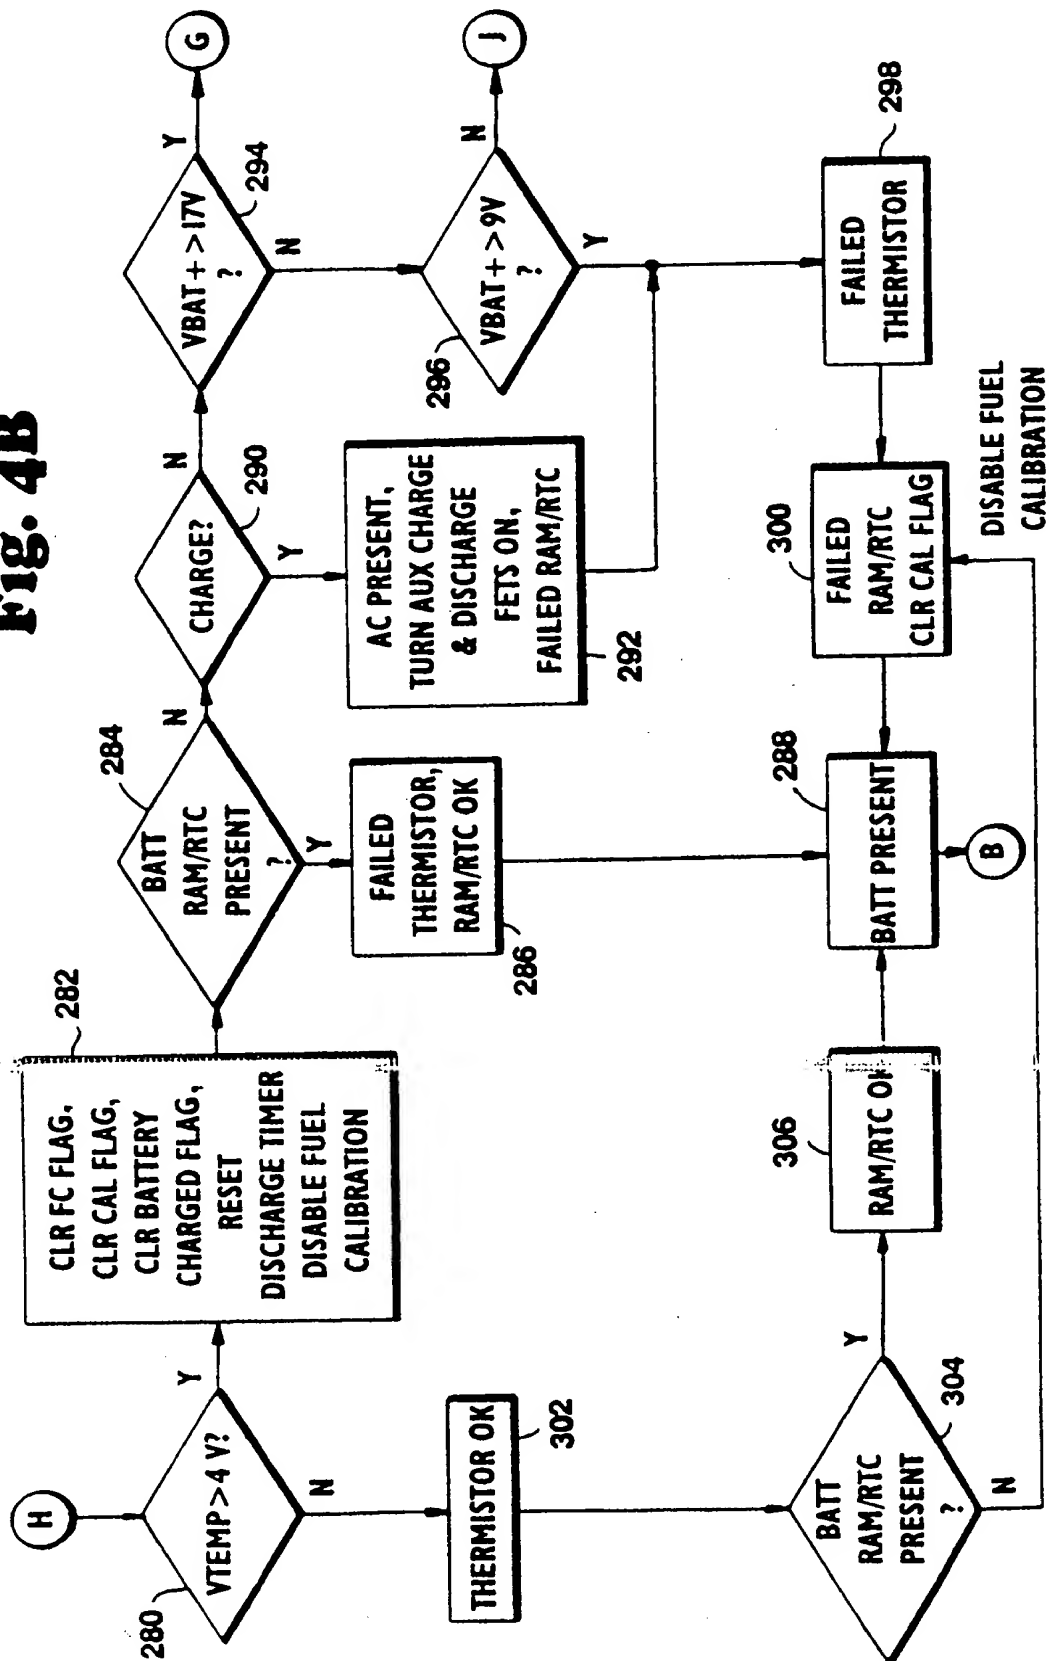 Fig. 4B
H
280
VTEMP > 4 V?
Y
N
282
CLR FC FLAG,
CLR CAL FLAG,
CLR BATTERY
CHARGED FLAG,
RESET
DISCHARGE TIMER
DISABLE FUEL
CALIBRATION
284
BATT
RAM/RTC
PRESENT
?
N
Y
286
FAILED
THERMISTOR,
RAM/RTC OK
CHARGE?
290
N
Y
AC PRESENT,
TURN AUX CHARGE
& DISCHARGE
FETS ON,
FAILED RAM/RTC
292
VBAT+ > 17V
?
294
Y
G
N
296
VBAT+ > 9V
?
N
J
Y
FAILED
THERMISTOR
298
300
FAILED
RAM/RTC
CLR CAL FLAG
DISABLE FUEL
CALIBRATION
288
BATT PRESENT
B
THERMISTOR OK
302
BATT
RAM/RTC
PRESENT
?
304
Y
N
306
RAM/RTC OK